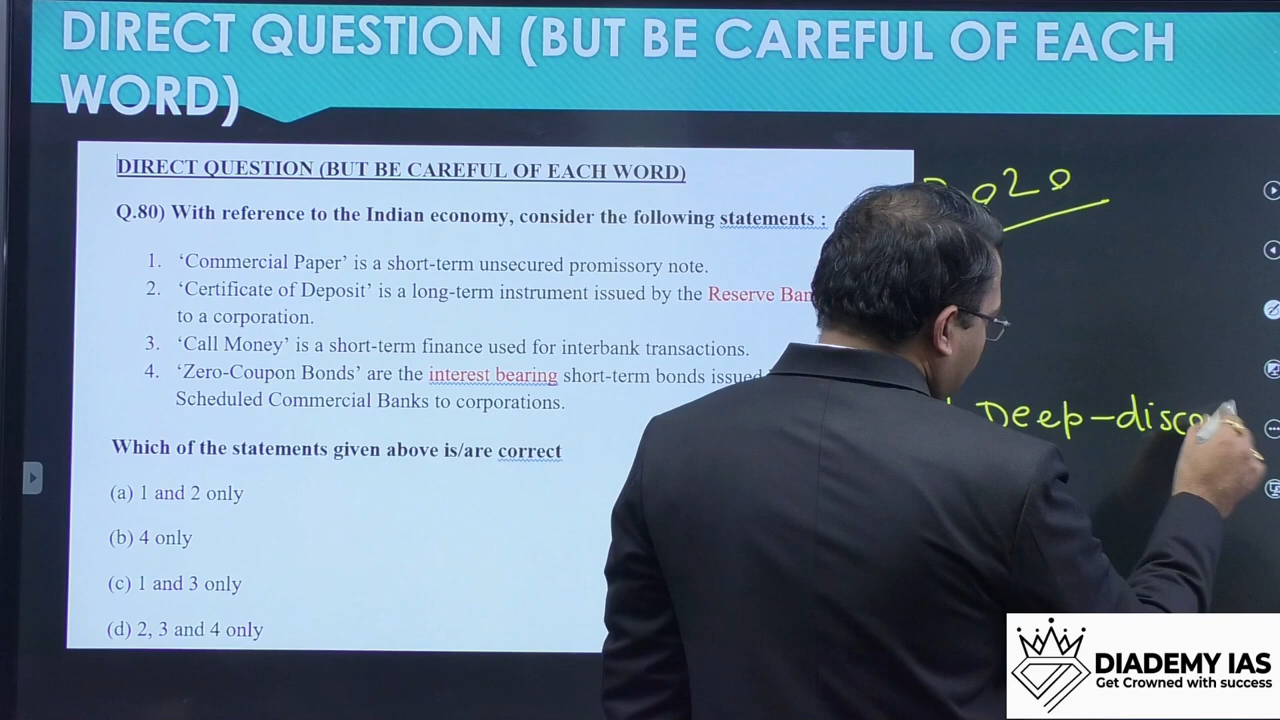 DIRECT QUESTION (BUT BE CAREFUL OF EACH
WORD)
DIRECT QUESTION (BUT BE CAREFUL OF EACH WORD)
Q.80) With reference to the Indian economy, consider the following statements :
1. ‘Commercial Paper’ is a short-term unsecured promissory note.
2. ‘Certificate of Deposit’ is a long-term instrument issued by the Reserve
to a corporation.
3. ‘Call Money’ is a short-term finance used for interbank transactions.
4. ‘Zero-Coupon Bonds’ are the interest bearing short-term bonds issued
Scheduled Commercial Banks to corporations.
Which of the statements given above is/are correct
(a) 1 and 2 only
(b) 4 only
(c) 1 and 3 only
(d) 2, 3 and 4 only
2020
Deep-disco
DIADEMY IAS
Get Crowned with success